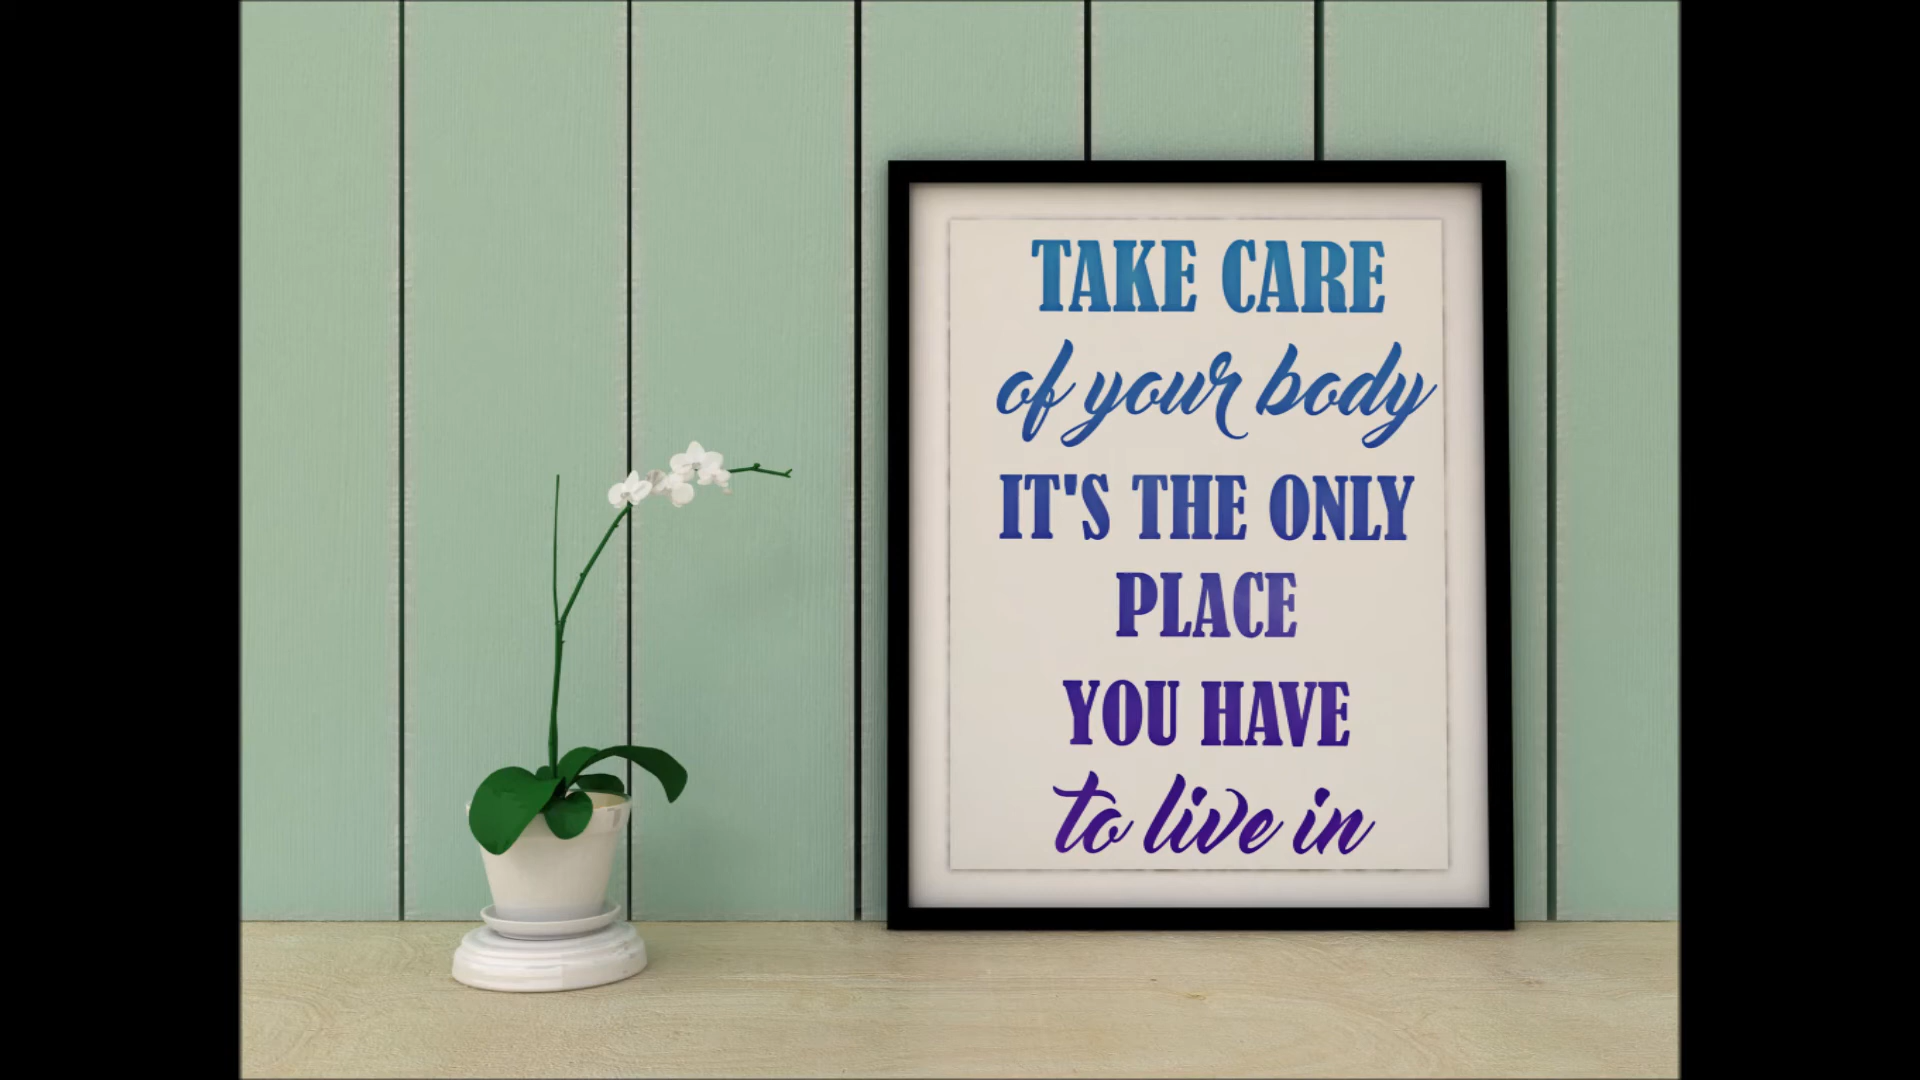 TAKE CARE
of your body
IT'S THE ONLY
PLACE
YOU HAVE
to live in